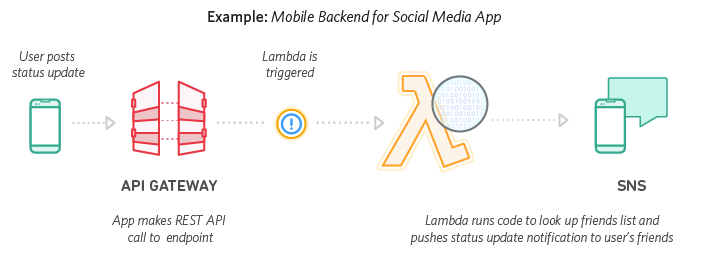 Example: Mobile Backend for Social Media App
User posts
status update
Lambda is
triggered
API GATEWAY
SNS
App makes REST API
call to endpoint
Lambda runs code to look up friends list and
pushes status update notification to user's friends